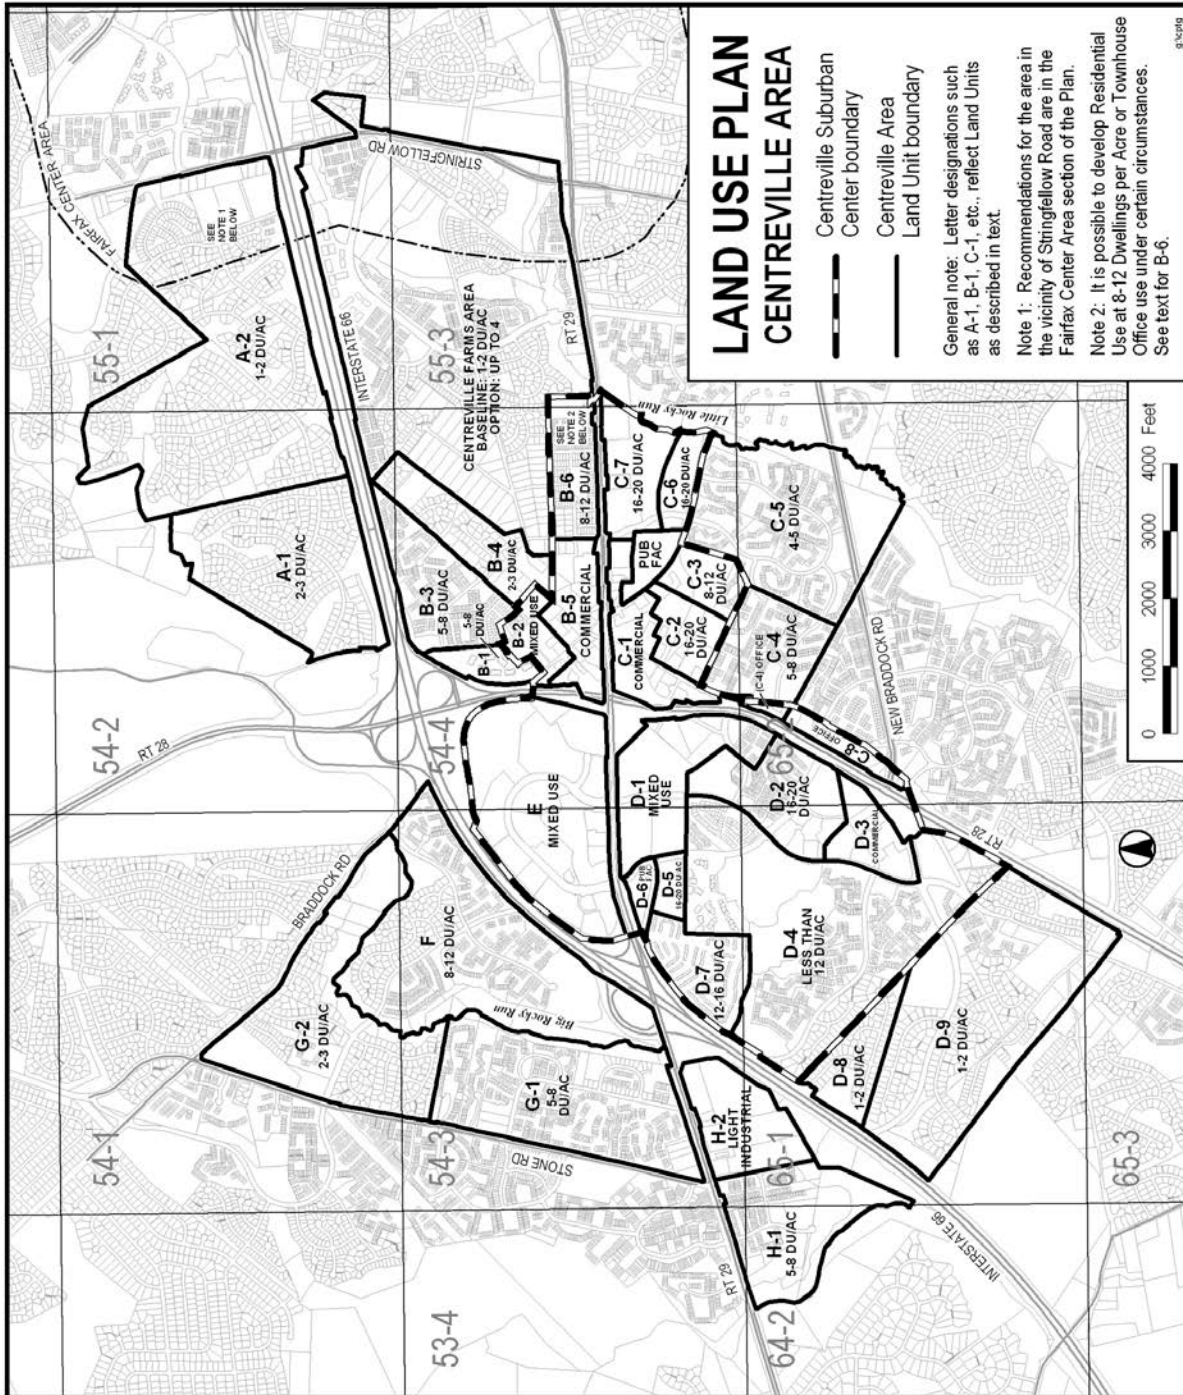 LAND USE PLAN
CENTREVILLE AREA
Centreville Suburban
Center boundary
Centreville Area
Land Unit boundary
General note: Letter designations such
as A-1, B-1, C-1, etc., reflect Land Units
as described in text.
Note 1: Recommendations for the area in
the vicinity of Stringfellow Road are in the
Fairfax Center Area section of the Plan.
Note 2: It is possible to develop Residential
Use at 8-12 Dwellings per Acre or Townhouse
Office use under certain circumstances.
See text for B-6.
0 1000 2000 3000 4000 Feet
54-1
54-2
55-1
54-3
54-4
55-3
53-4
64-2
65-1
65-
65-3
FAIRFAX CENTER AREA
STRINGFELLOW RD
INTERSTATE 66
RT 29
RT 28
BRADDOCK RD
STONE RD
Big Rocky Run
Little Rocky Run
NEW BRADDOCK RD
RT 28
RT 29
INTERSTATE 66
SEE
NOTE 1
BELOW
A-2
1-2 DU/AC
A-1
2-3 DU/AC
CENTREVILLE FARMS AREA
BASELINE: 1-2 DU/AC
OPTION: UP TO 4
B-3
5-8 DU/AC
B-4
2-3 DU/AC
B-1
5-8
DU/AC
B-2
MIXED USE
B-5
COMMERCIAL
B-6
8-12 DU/AC
SEE
NOTE 2
BELOW
C-7
16-20 DU/AC
C-6
16-20 DU/AC
PUB
FAC
C-1
COMMERCIAL
C-2
16-20
DU/AC
C-3
8-12
DU/AC
C-4
5-8 DU/AC
(C-4) OFFICE
C-5
4-5 DU/AC
C-8
OFFICE
E
MIXED USE
D-1
MIXED
USE
D-2
16-20
DU/AC
D-3
COMMERCIAL
D-6
PUB
FAC
D-5
16-20 DU/AC
D-7
12-16 DU/AC
D-4
LESS THAN
12 DU/AC
D-8
1-2 DU/AC
D-9
1-2 DU/AC
F
8-12 DU/AC
G-2
2-3 DU/AC
G-1
5-8
DU/AC
H-2
LIGHT
INDUSTRIAL
H-1
5-8 DU/AC